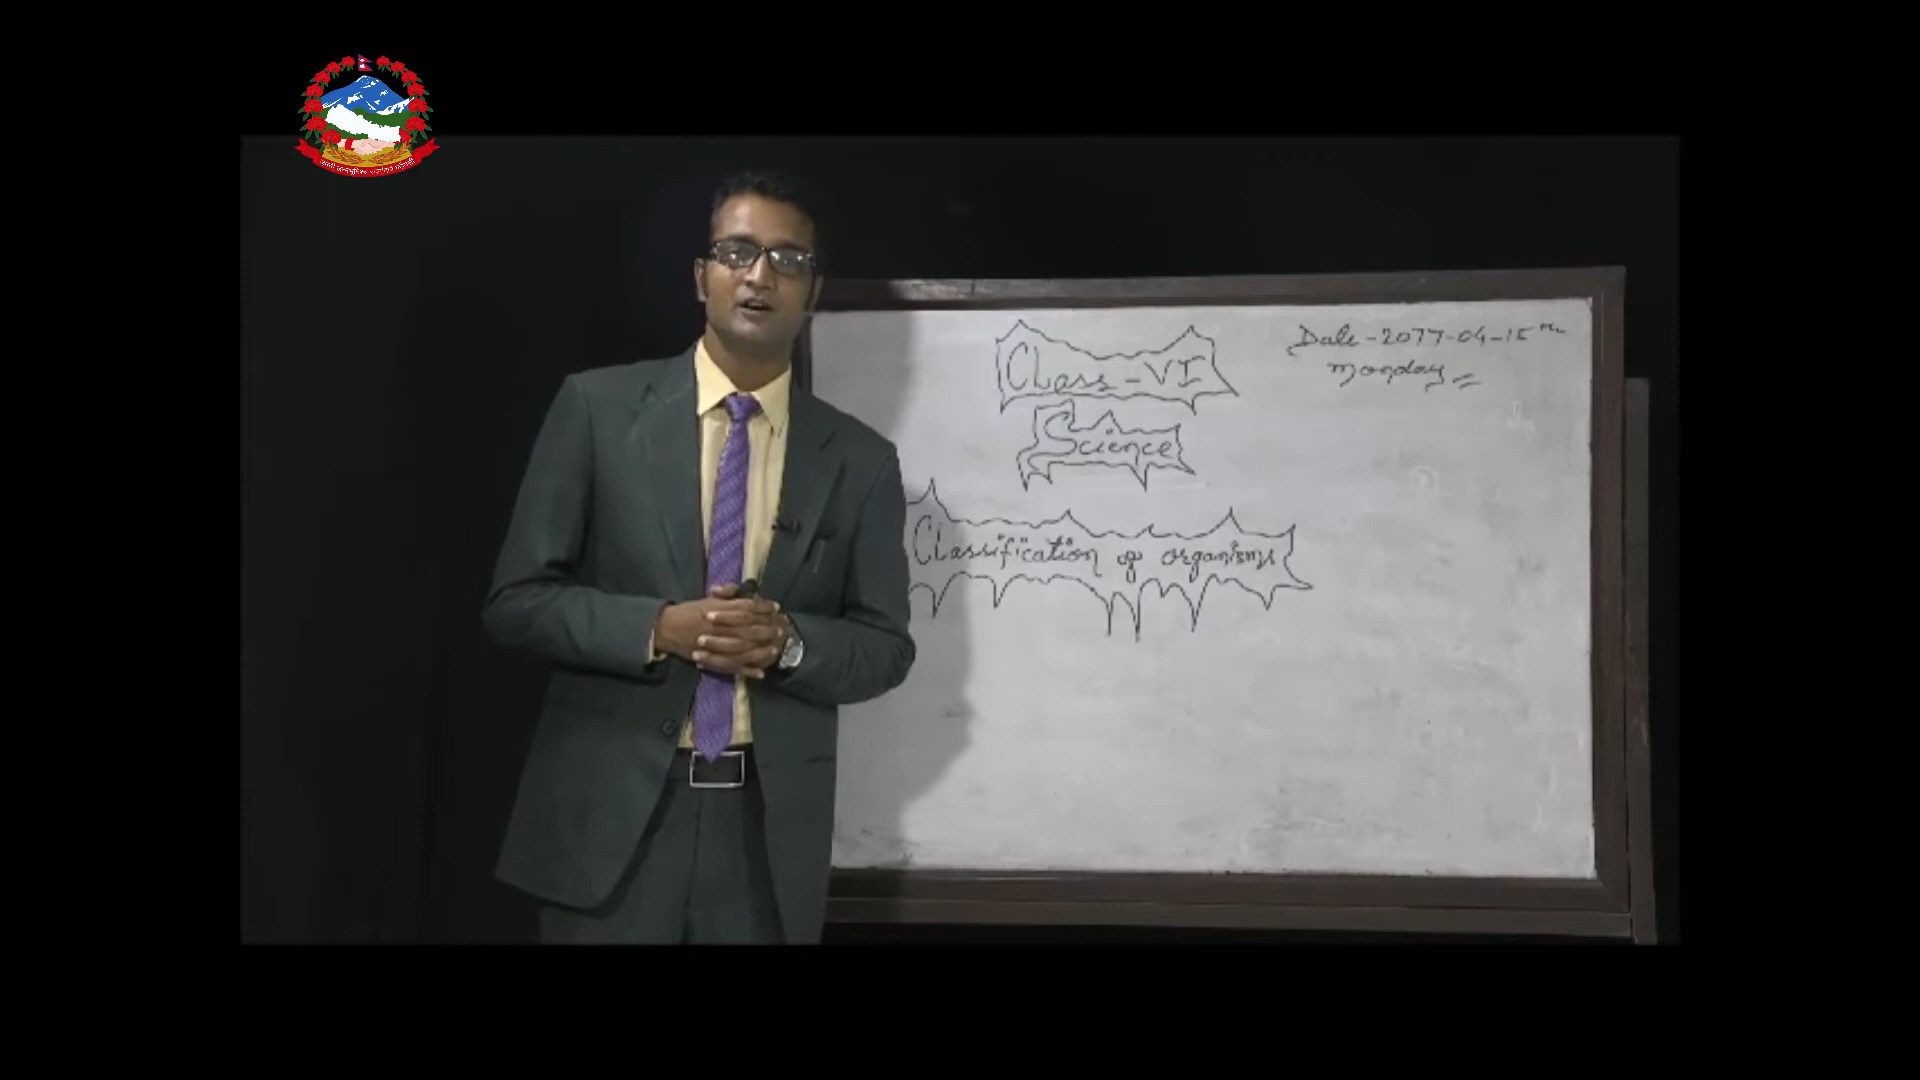 Class-VI
Date-2077-04-15th
Monday
Science
Classification of organisms